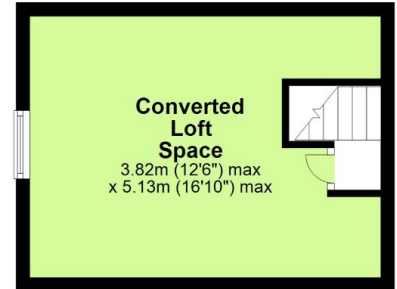 Converted
Loft
Space
3.82m (12'6") max
x 5.13m (16'10") max